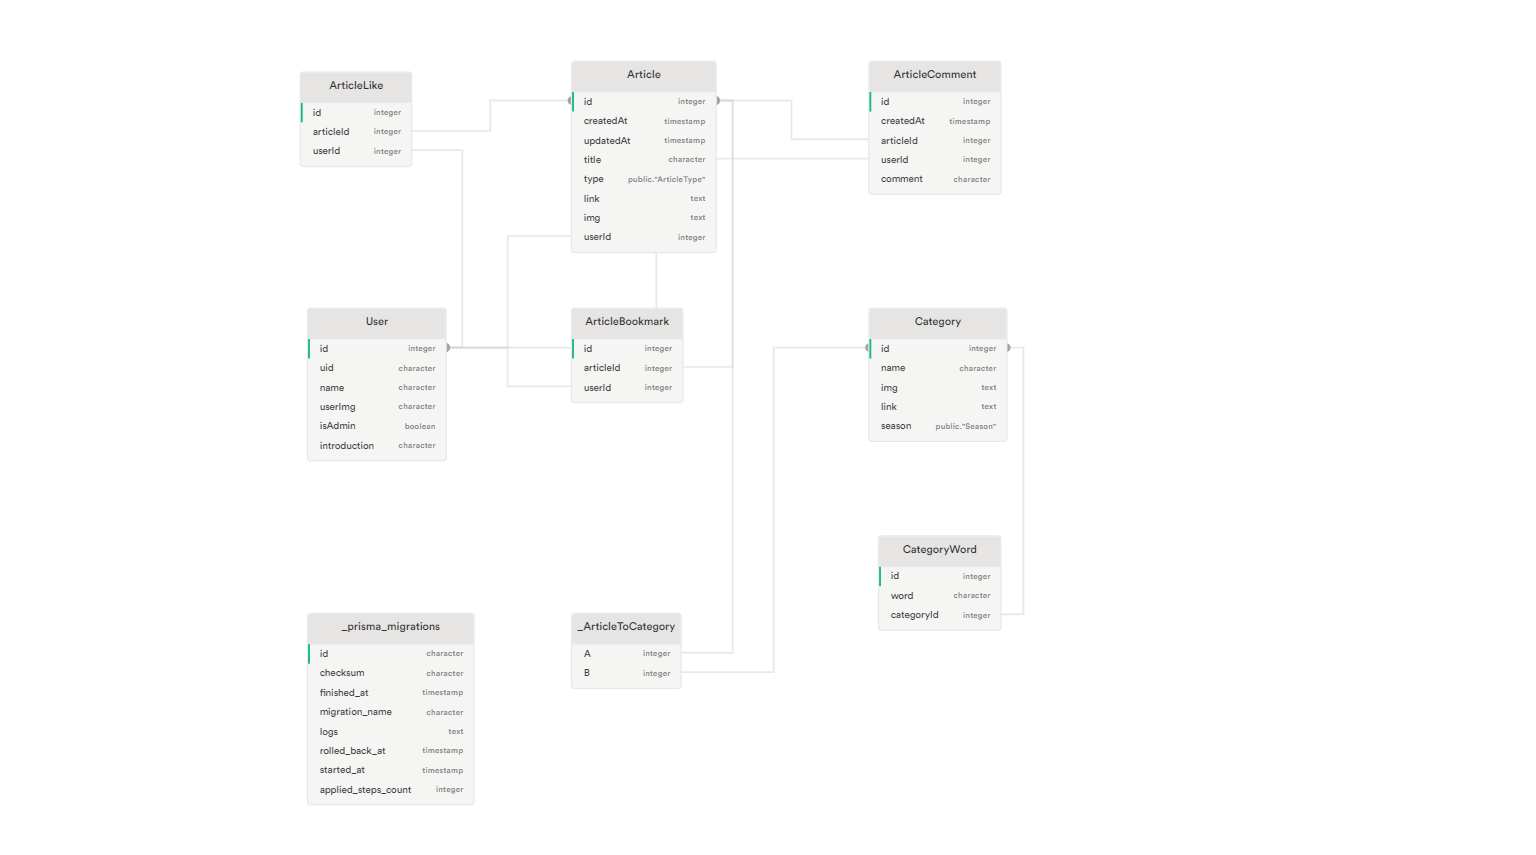 ArticleLike
id integer
articleId integer
userId integer
Article
id integer
createdAt timestamp
updatedAt timestamp
title character
type public."ArticleType"
link text
img text
userId integer
ArticleComment
id integer
createdAt timestamp
articleId integer
userId integer
comment character
User
id integer
uid character
name character
userImg character
isAdmin boolean
introduction character
ArticleBookmark
id integer
articleId integer
userId integer
Category
id integer
name character
img text
link text
season public."Season"
CategoryWord
id integer
word character
categoryId integer
_prisma_migrations
id character
checksum character
finished_at timestamp
migration_name character
logs text
rolled_back_at timestamp
started_at timestamp
applied_steps_count integer
_ArticleToCategory
A integer
B integer